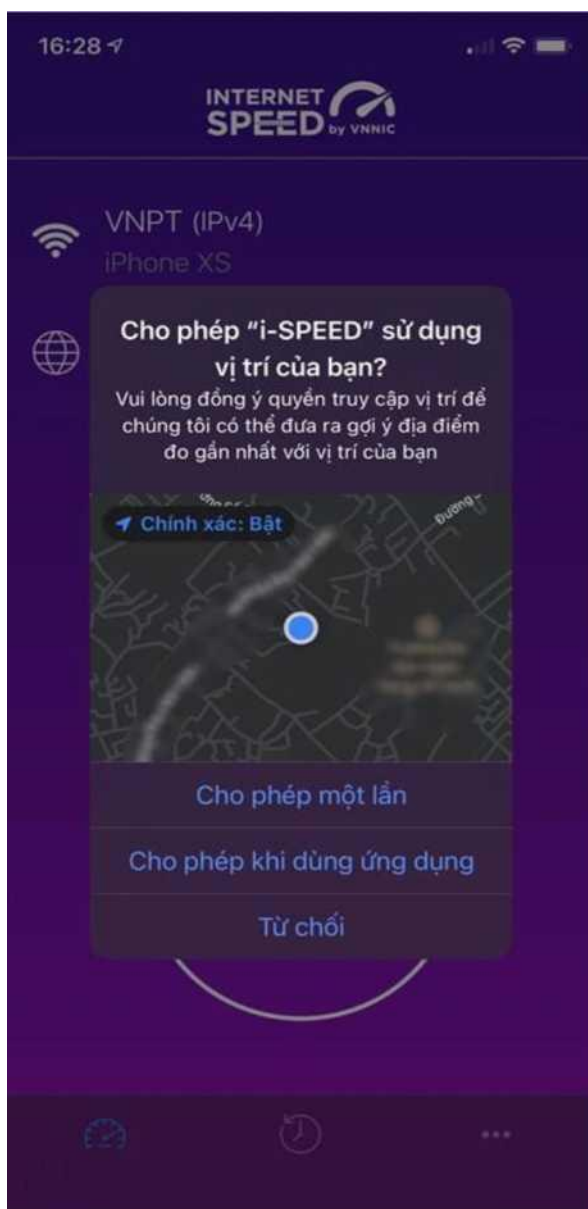 16:28
INTERNET
SPEED by VNNIC
VNPT (IPv4)
iPhone XS
Cho phép “i-SPEED” sử dụng
vị trí của bạn?
Vui lòng đồng ý quyền truy cập vị trí để
chúng tôi có thể đưa ra gợi ý địa điểm
đo gần nhất với vị trí của bạn
Chính xác: Bật
Đường
Cho phép một lần
Cho phép khi dùng ứng dụng
Từ chối